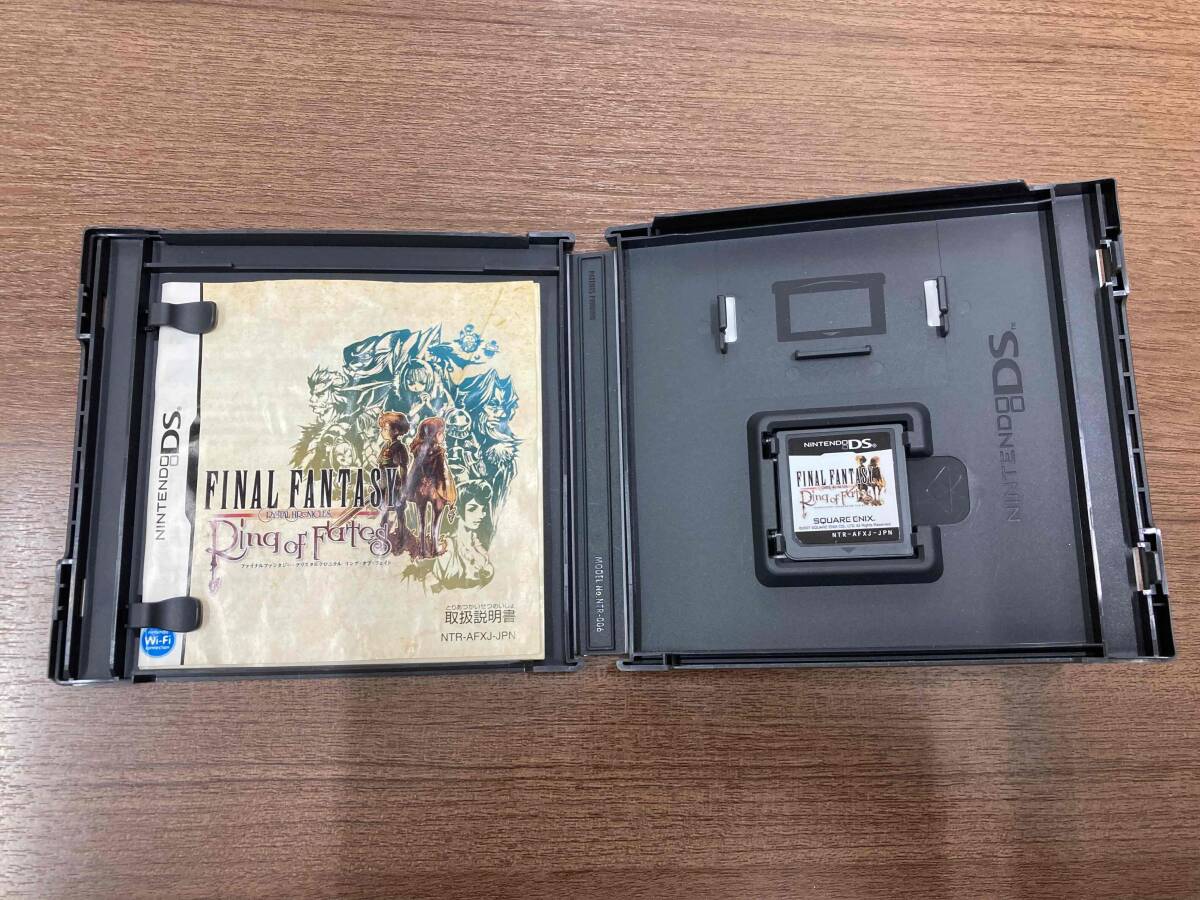 NINTENDO DS
FINAL FANTASY
CRYSTAL CHRONICLES
Ring of Fates
ファイナルファンタジー・クリスタルクロニクル リング・オブ・フェイト
とりあつかいせつめいしょ
取扱説明書
NTR-AFXJ-JPN
Wi-Fi
connection
MODEL No.:NTR-006
NINTENDO DS™
NINTENDO DS®
FINAL FANTASY
Ring of Fates
SQUARE ENIX
NTR-AFXJ-JPN